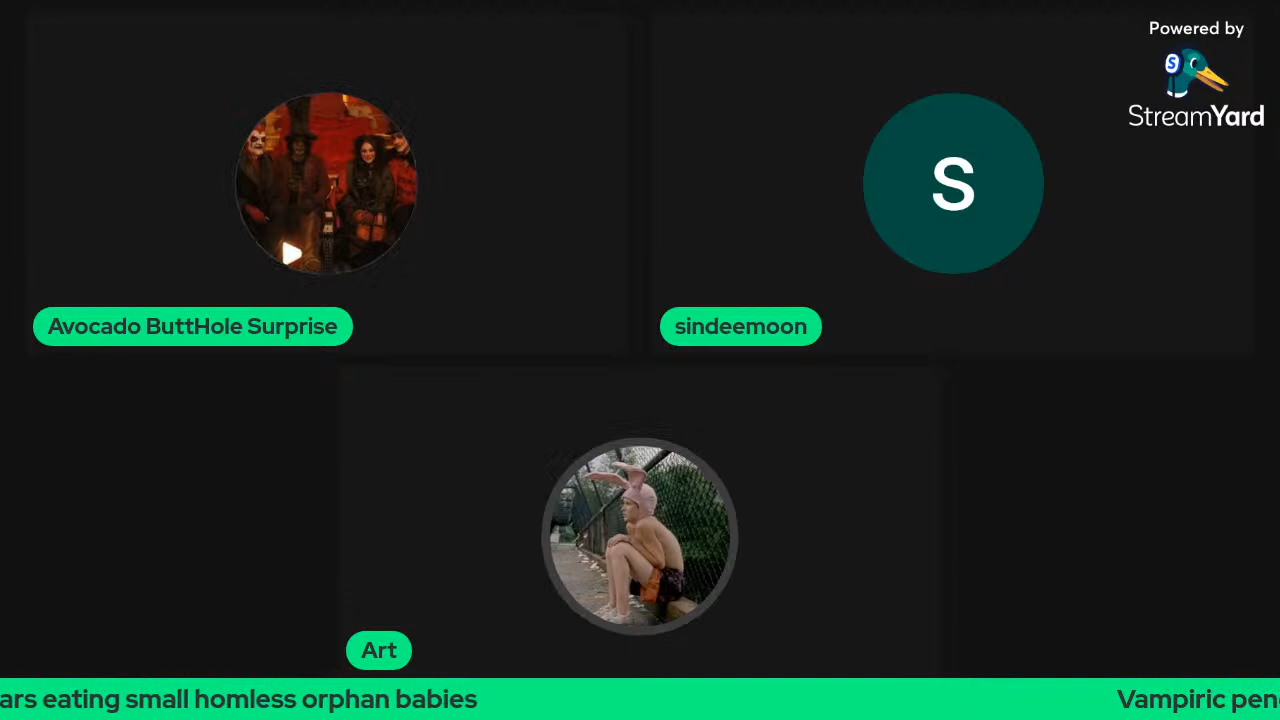 Powered by
StreamYard
S
S
Avocado ButtHole Surprise
sindeemoon
Art
ars eating small homless orphan babies
Vampiric pen